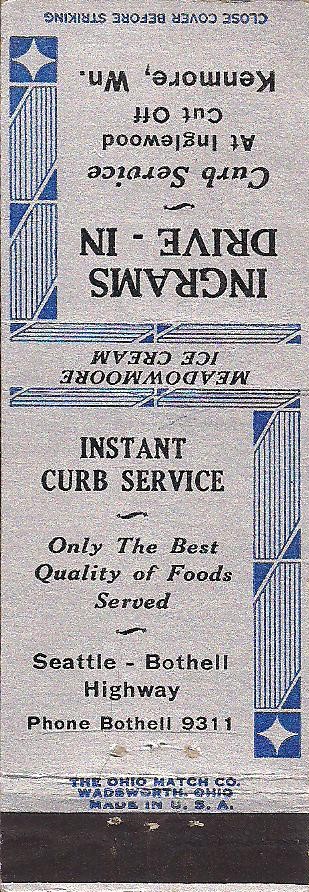 CLOSE COVER BEFORE STRIKING
INGRAMS
DRIVE - IN
~
Curb Service
At Inglewood
Cut Off
Kenmore, Wn.
MEADOWMOORE
ICE CREAM
INSTANT
CURB SERVICE
~
Only The Best
Quality of Foods
Served
~
Seattle - Bothell
Highway
Phone Bothell 9311
THE OHIO MATCH CO.
WADSWORTH. OHIO
MADE IN U. S. A.